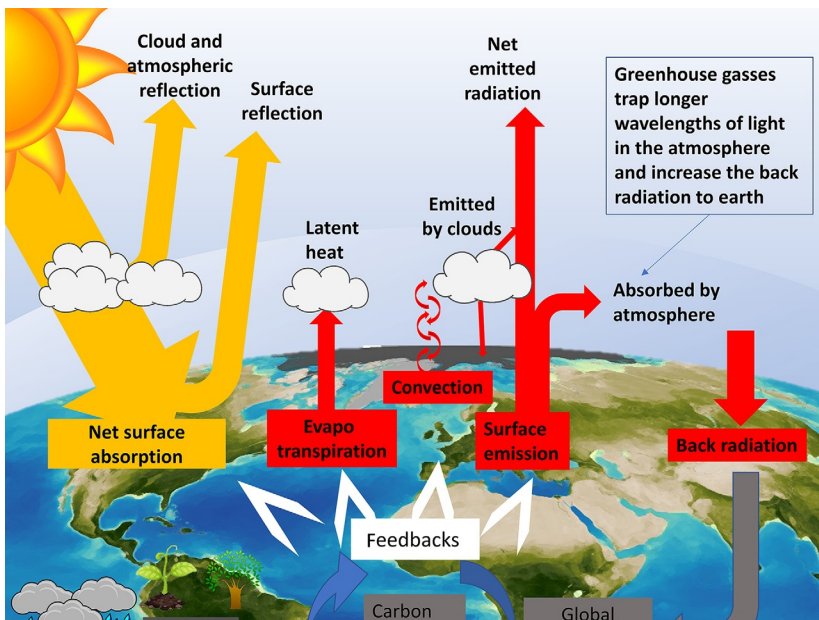 Cloud and
atmospheric
reflection
Surface
reflection
Net
emitted
radiation
Greenhouse gasses
trap longer
wavelengths of light
in the atmosphere
and increase the back
radiation to earth
Latent
heat
Emitted
by clouds
Absorbed by
atmosphere
Convection
Net surface
absorption
Evapo
transpiration
Surface
emission
Back radiation
Feedbacks
Carbon
Global